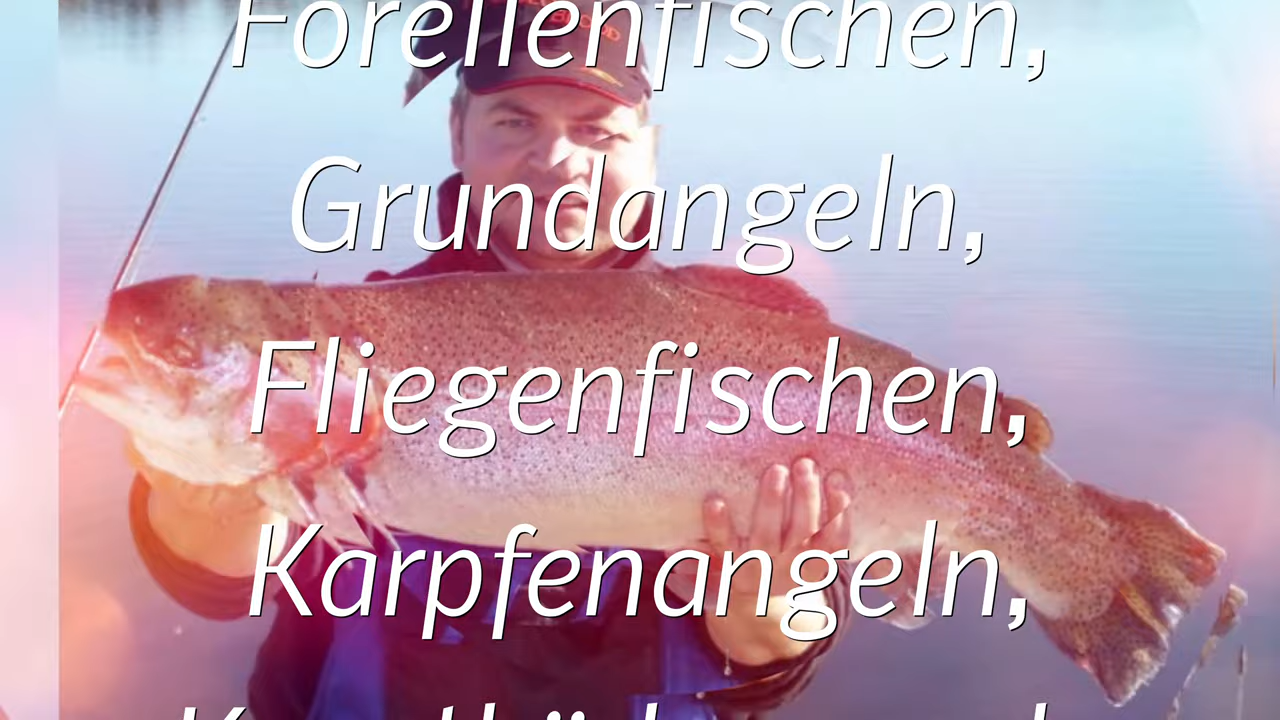 Forellenfischen,
Grundangeln,
Fliegenfischen,
Karpfenangeln,